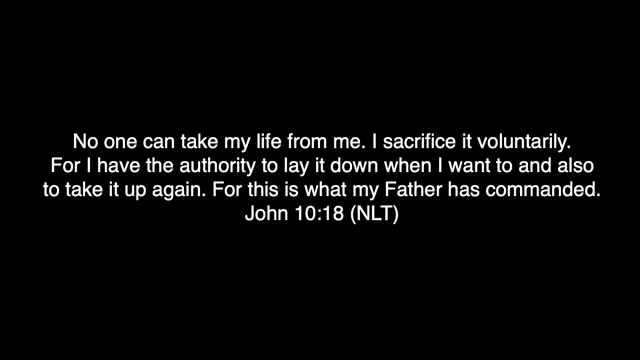 No one can take my life from me. I sacrifice it voluntarily.
For I have the authority to lay it down when I want to and also
to take it up again. For this is what my Father has commanded.
John 10:18 (NLT)